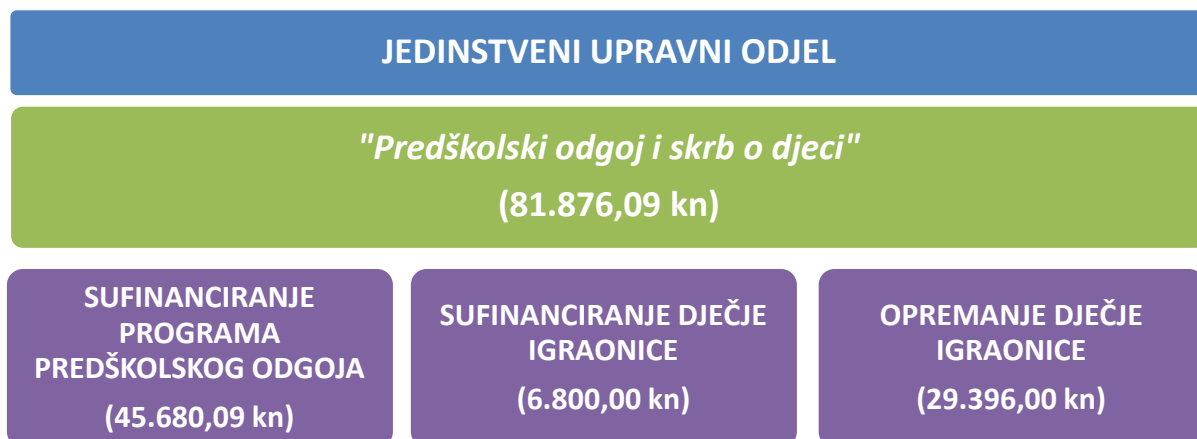 JEDINSTVENI UPRAVNI ODJEL
"Predškolski odgoj i skrb o djeci"
(81.876,09 kn)
SUFINANCIRANJE
PROGRAMA
PREDŠKOLSKOG ODGOJA
(45.680,09 kn)
SUFINANCIRANJE DJEČJE
IGRAONICE
(6.800,00 kn)
OPREMANJE DJEČJE
IGRAONICE
(29.396,00 kn)